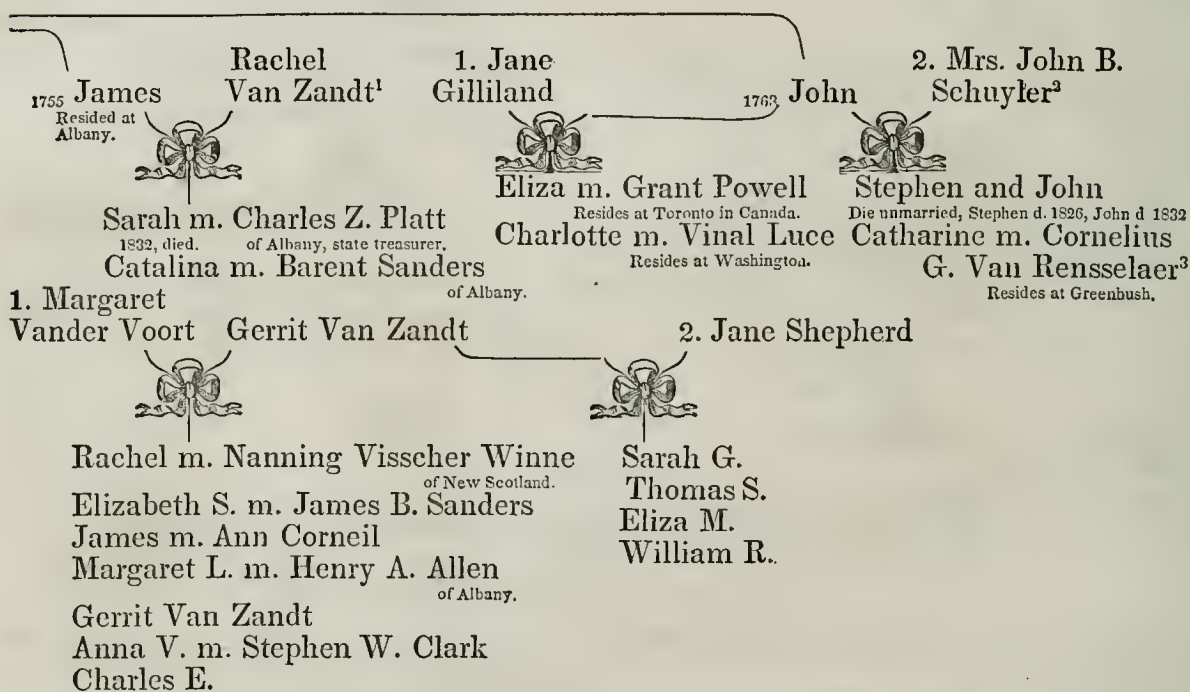 Rachel
1. Jane
2. Mrs. John B.
1755 James
Van Zandt¹
Gilliland
1763 John
Schuyler²
Resided at
Albany.
Eliza m. Grant Powell
Stephen and John
Resides at Toronto in Canada.
Die unmarried, Stephen d. 1826, John d 1832
Sarah m. Charles Z. Platt
Charlotte m. Vinal Luce
Catharine m. Cornelius
1832, died.
of Albany, state treasurer.
Resides at Washington.
Catalina m. Barent Sanders
G. Van Rensselaer³
of Albany.
Resides at Greenbush.
1. Margaret
Vander Voort
Gerrit Van Zandt
2. Jane Shepherd
Rachel m. Nanning Visscher Winne
of New Scotland.
Elizabeth S. m. James B. Sanders
James m. Ann Corneil
Margaret L. m. Henry A. Allen
of Albany.
Gerrit Van Zandt
Anna V. m. Stephen W. Clark
Charles E.
Sarah G.
Thomas S.
Eliza M.
William R.